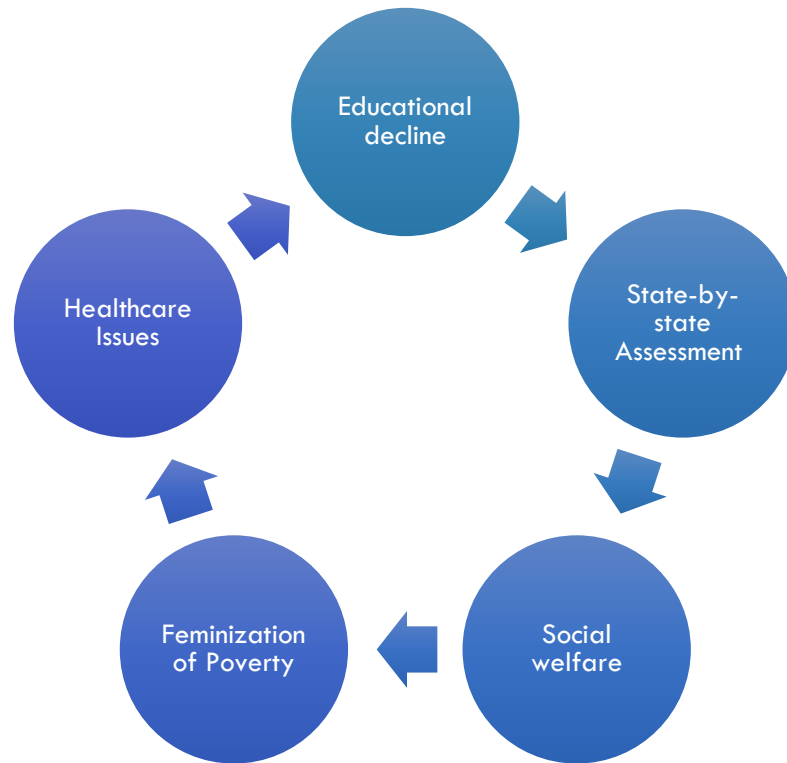 Educational
decline
State-by-
state
Assessment
Social
welfare
Feminization
of Poverty
Healthcare
Issues